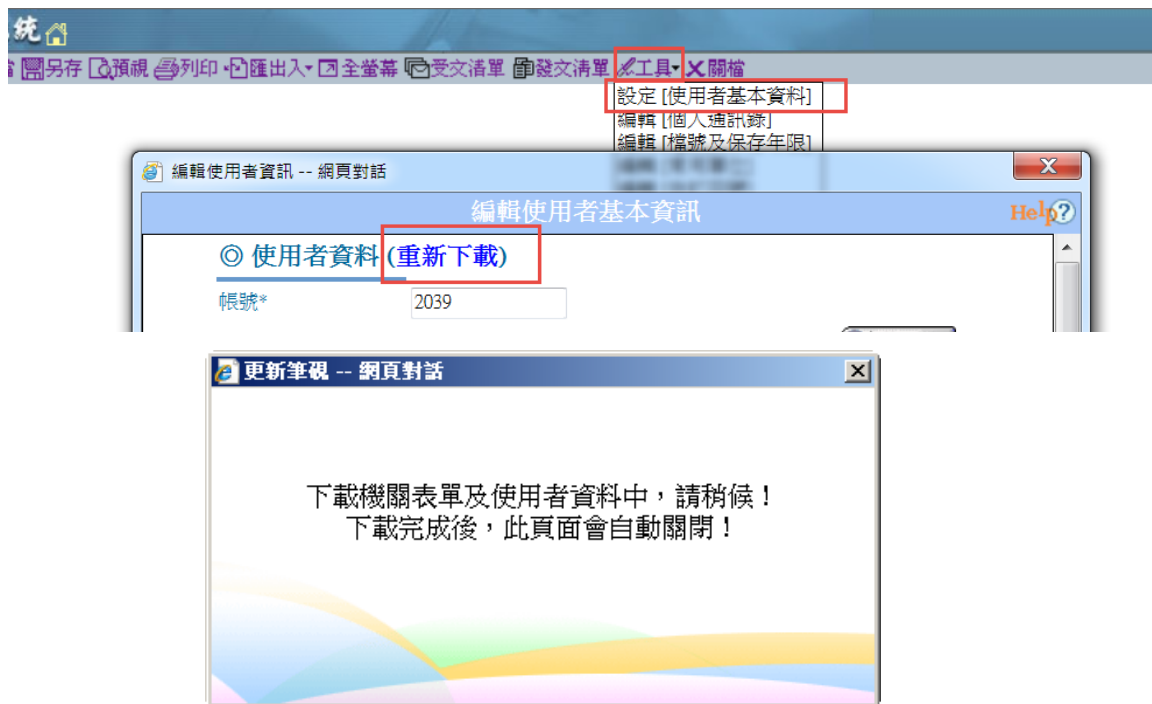 統
另存 預視 列印 匯出入 全螢幕 受文清單 發文清單 工具 關檔
設定 [使用者基本資料]
編輯 [個人通訊錄]
編輯 [檔號及保存年限]
編輯使用者資訊 -- 網頁對話
X
編輯使用者基本資訊
Help?
◎ 使用者資料 (重新下載)
帳號*
2039
更新筆硯 -- 網頁對話
下載機關表單及使用者資料中，請稍候！
下載完成後，此頁面會自動關閉！